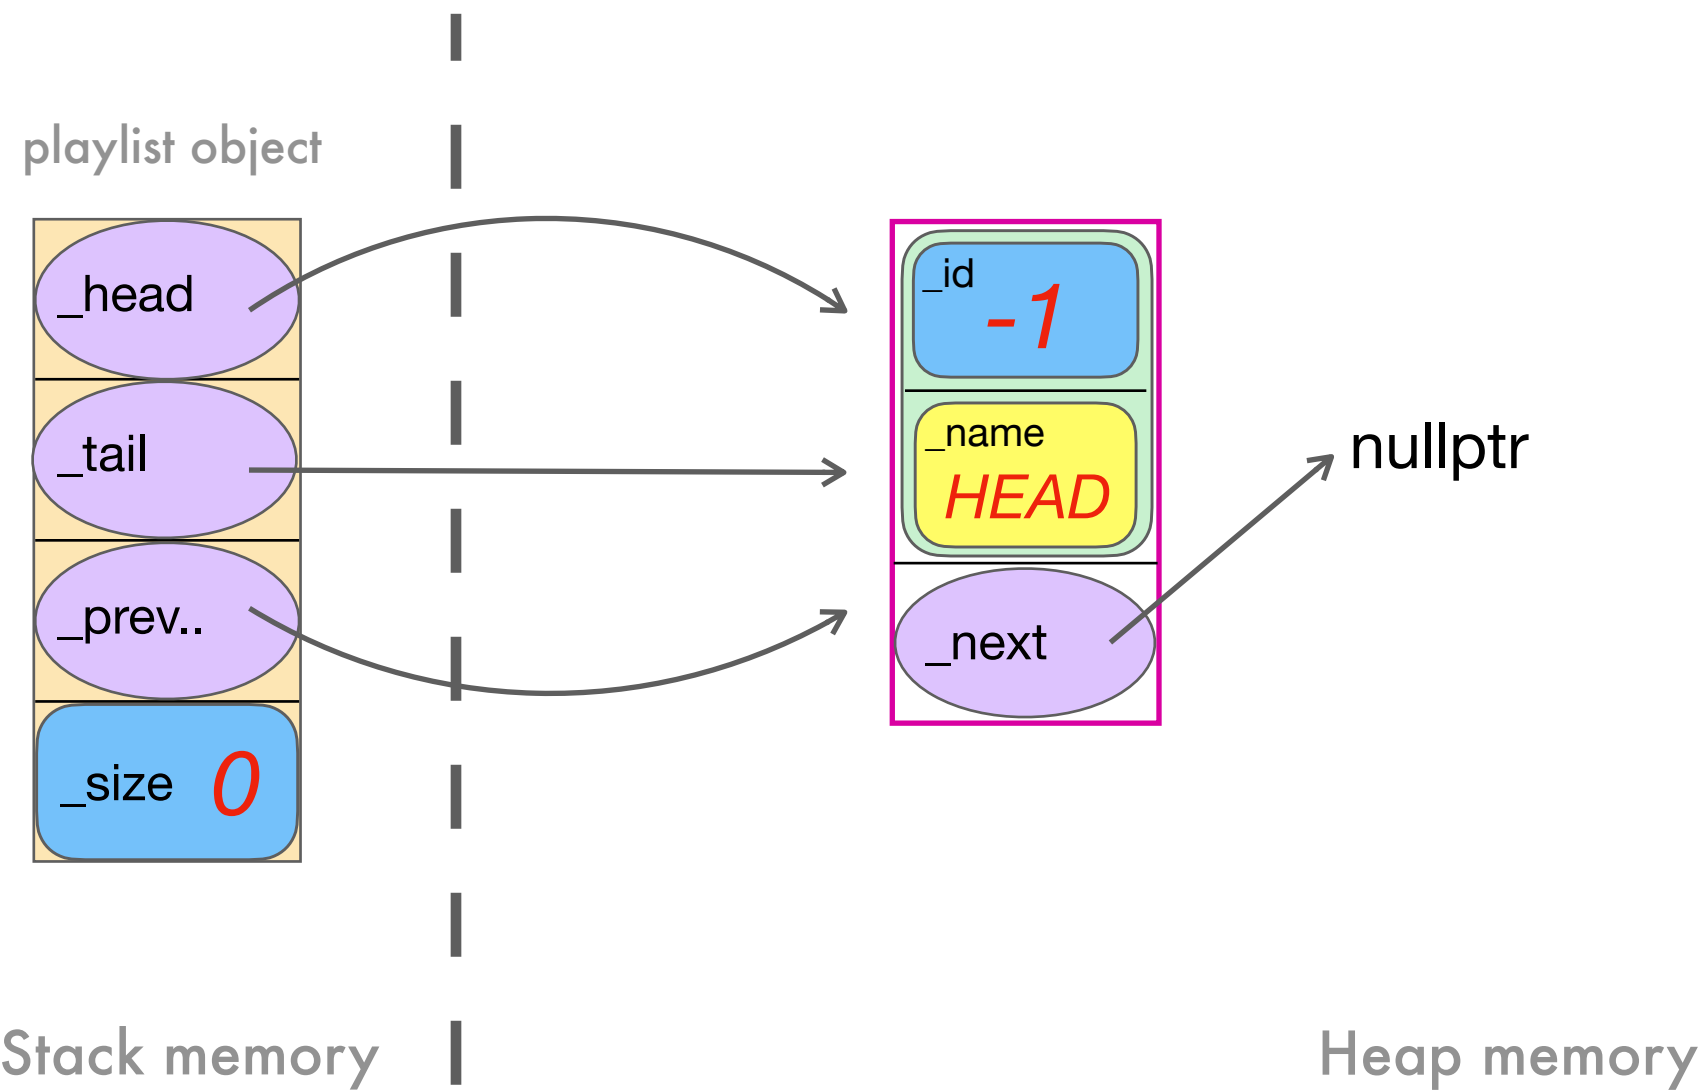 playlist object
_head
_tail
_prev..
_size 0
_id
-1
_name
HEAD
_next
nullptr
Stack memory
Heap memory